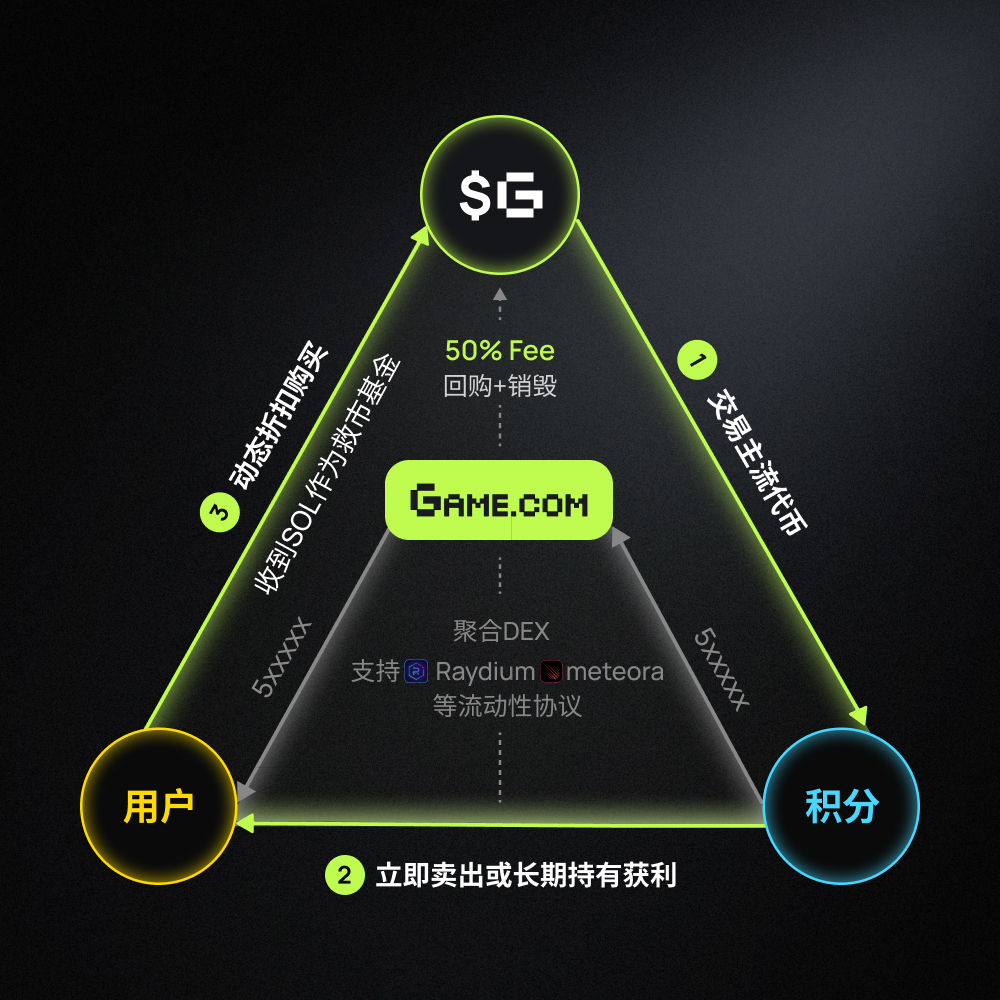 $G
50% Fee
回购+销毁
1
交易主流代币
3
动态折扣购买
收到SOL作为救市基金
GAME.COM
聚合DEX
支持 Raydium meteora
等流动性协议
5xxxxx
5xxxxx
用户
积分
2 立即卖出或长期持有获利